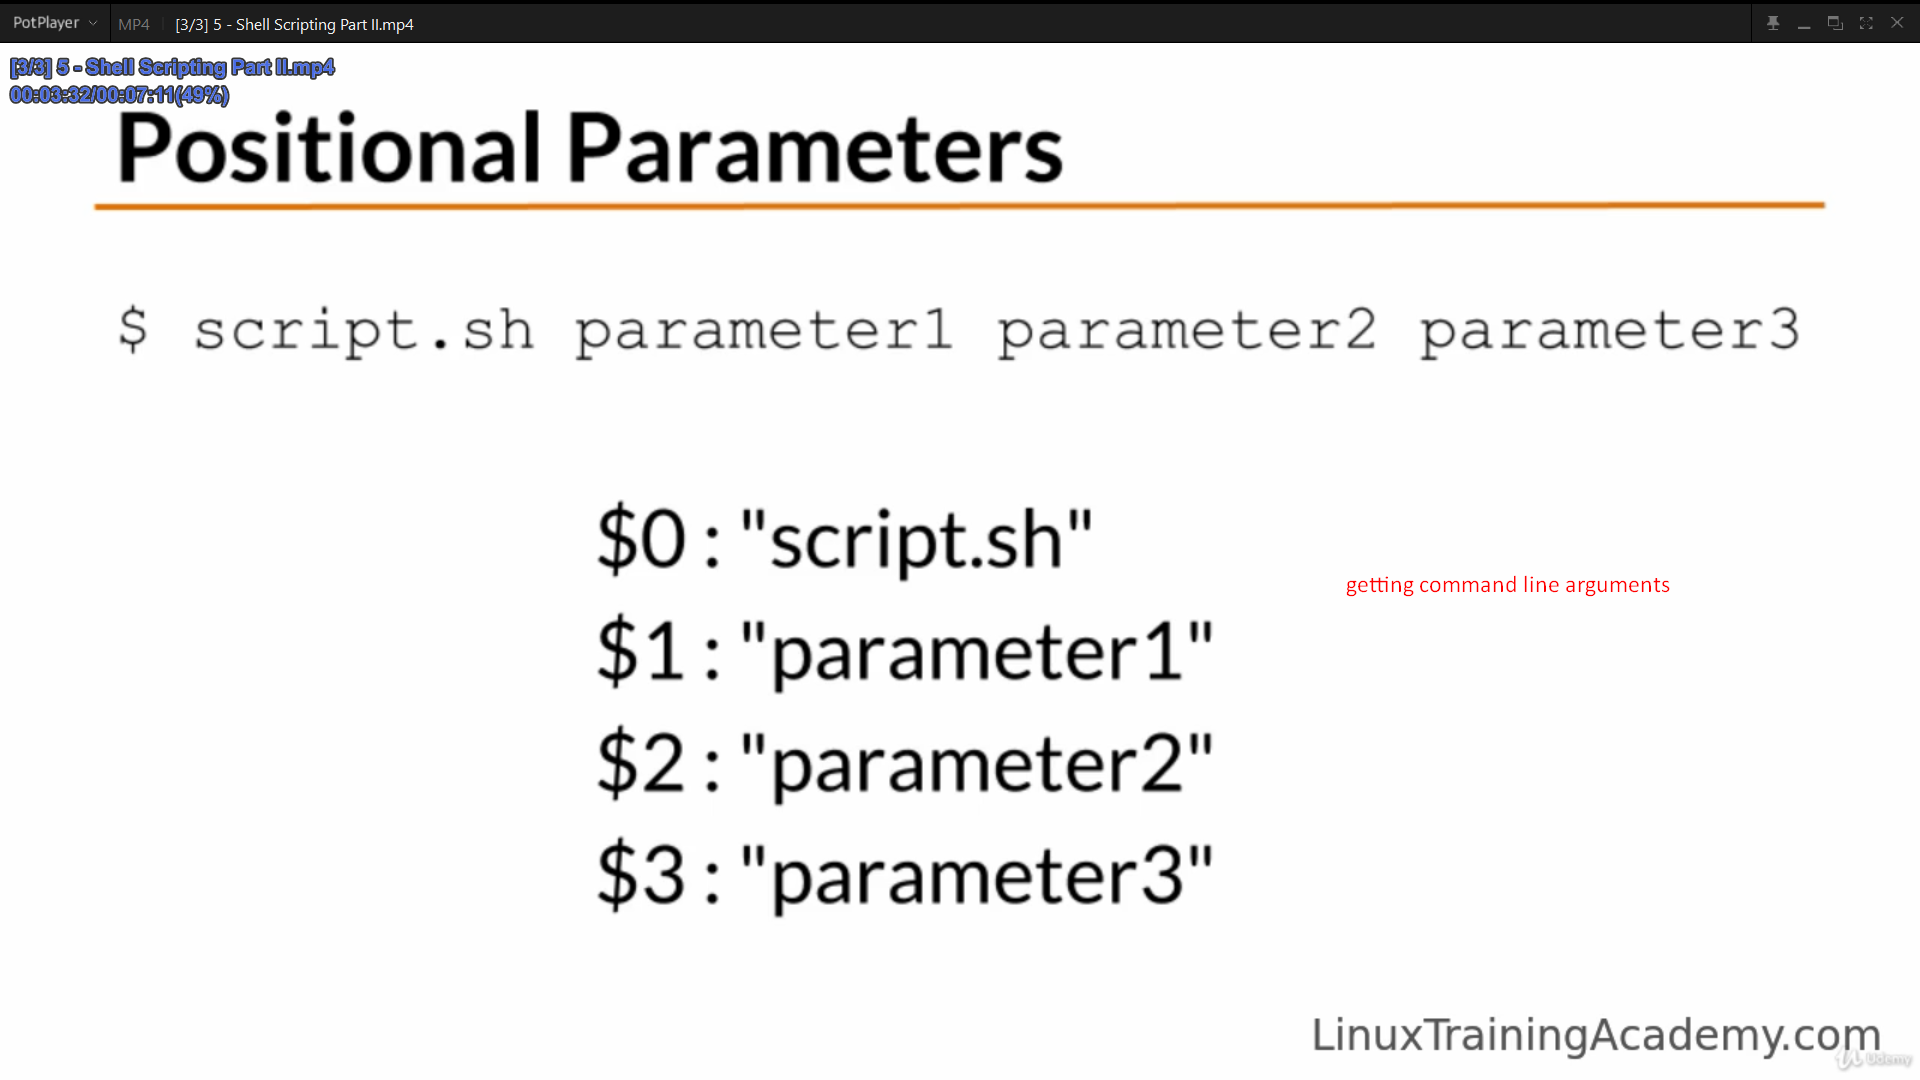 PotPlayer MP4 [3/3] 5 - Shell Scripting Part II.mp4
[3/3] 5 - Shell Scripting Part II.mp4
00:03:32/00:07:11(49%)
Positional Parameters
$ script.sh parameter1 parameter2 parameter3
$0 : "script.sh"
getting command line arguments
$1 : "parameter1"
$2 : "parameter2"
$3 : "parameter3"
LinuxTrainingAcademy.com
Udemy